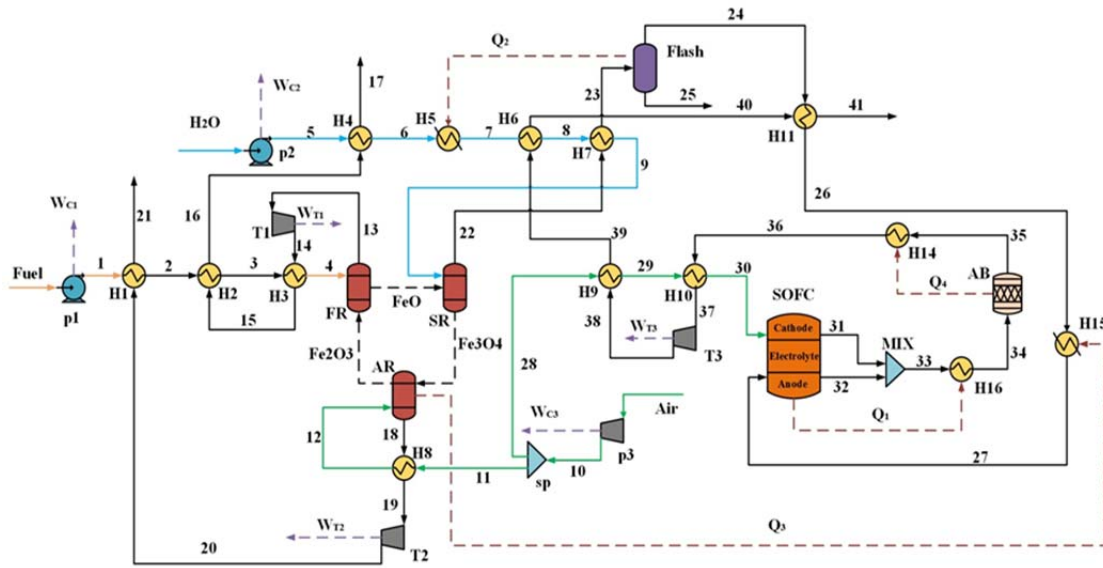 24
Q2
Flash
WC2
17
23
25
40
41
H2O
H4
H5
H6
H7
H11
5
6
7
8
p2
9
26
21
16
WT1
13
22
39
36
H14
35
WC1
T1
14
29
30
Q4
AB
Fuel
1
2
3
4
FeO
H9
H10
SOFC
H15
p1
H1
H2
H3
FR
SR
38
37
WT3
Cathode
31
MIX
15
T3
Electrolyte
33
34
Fe2O3
Fe3O4
Anode
32
H16
AR
28
Air
Q1
12
18
WC3
27
H8
11
10
p3
sp
19
WT2
20
T2
Q3